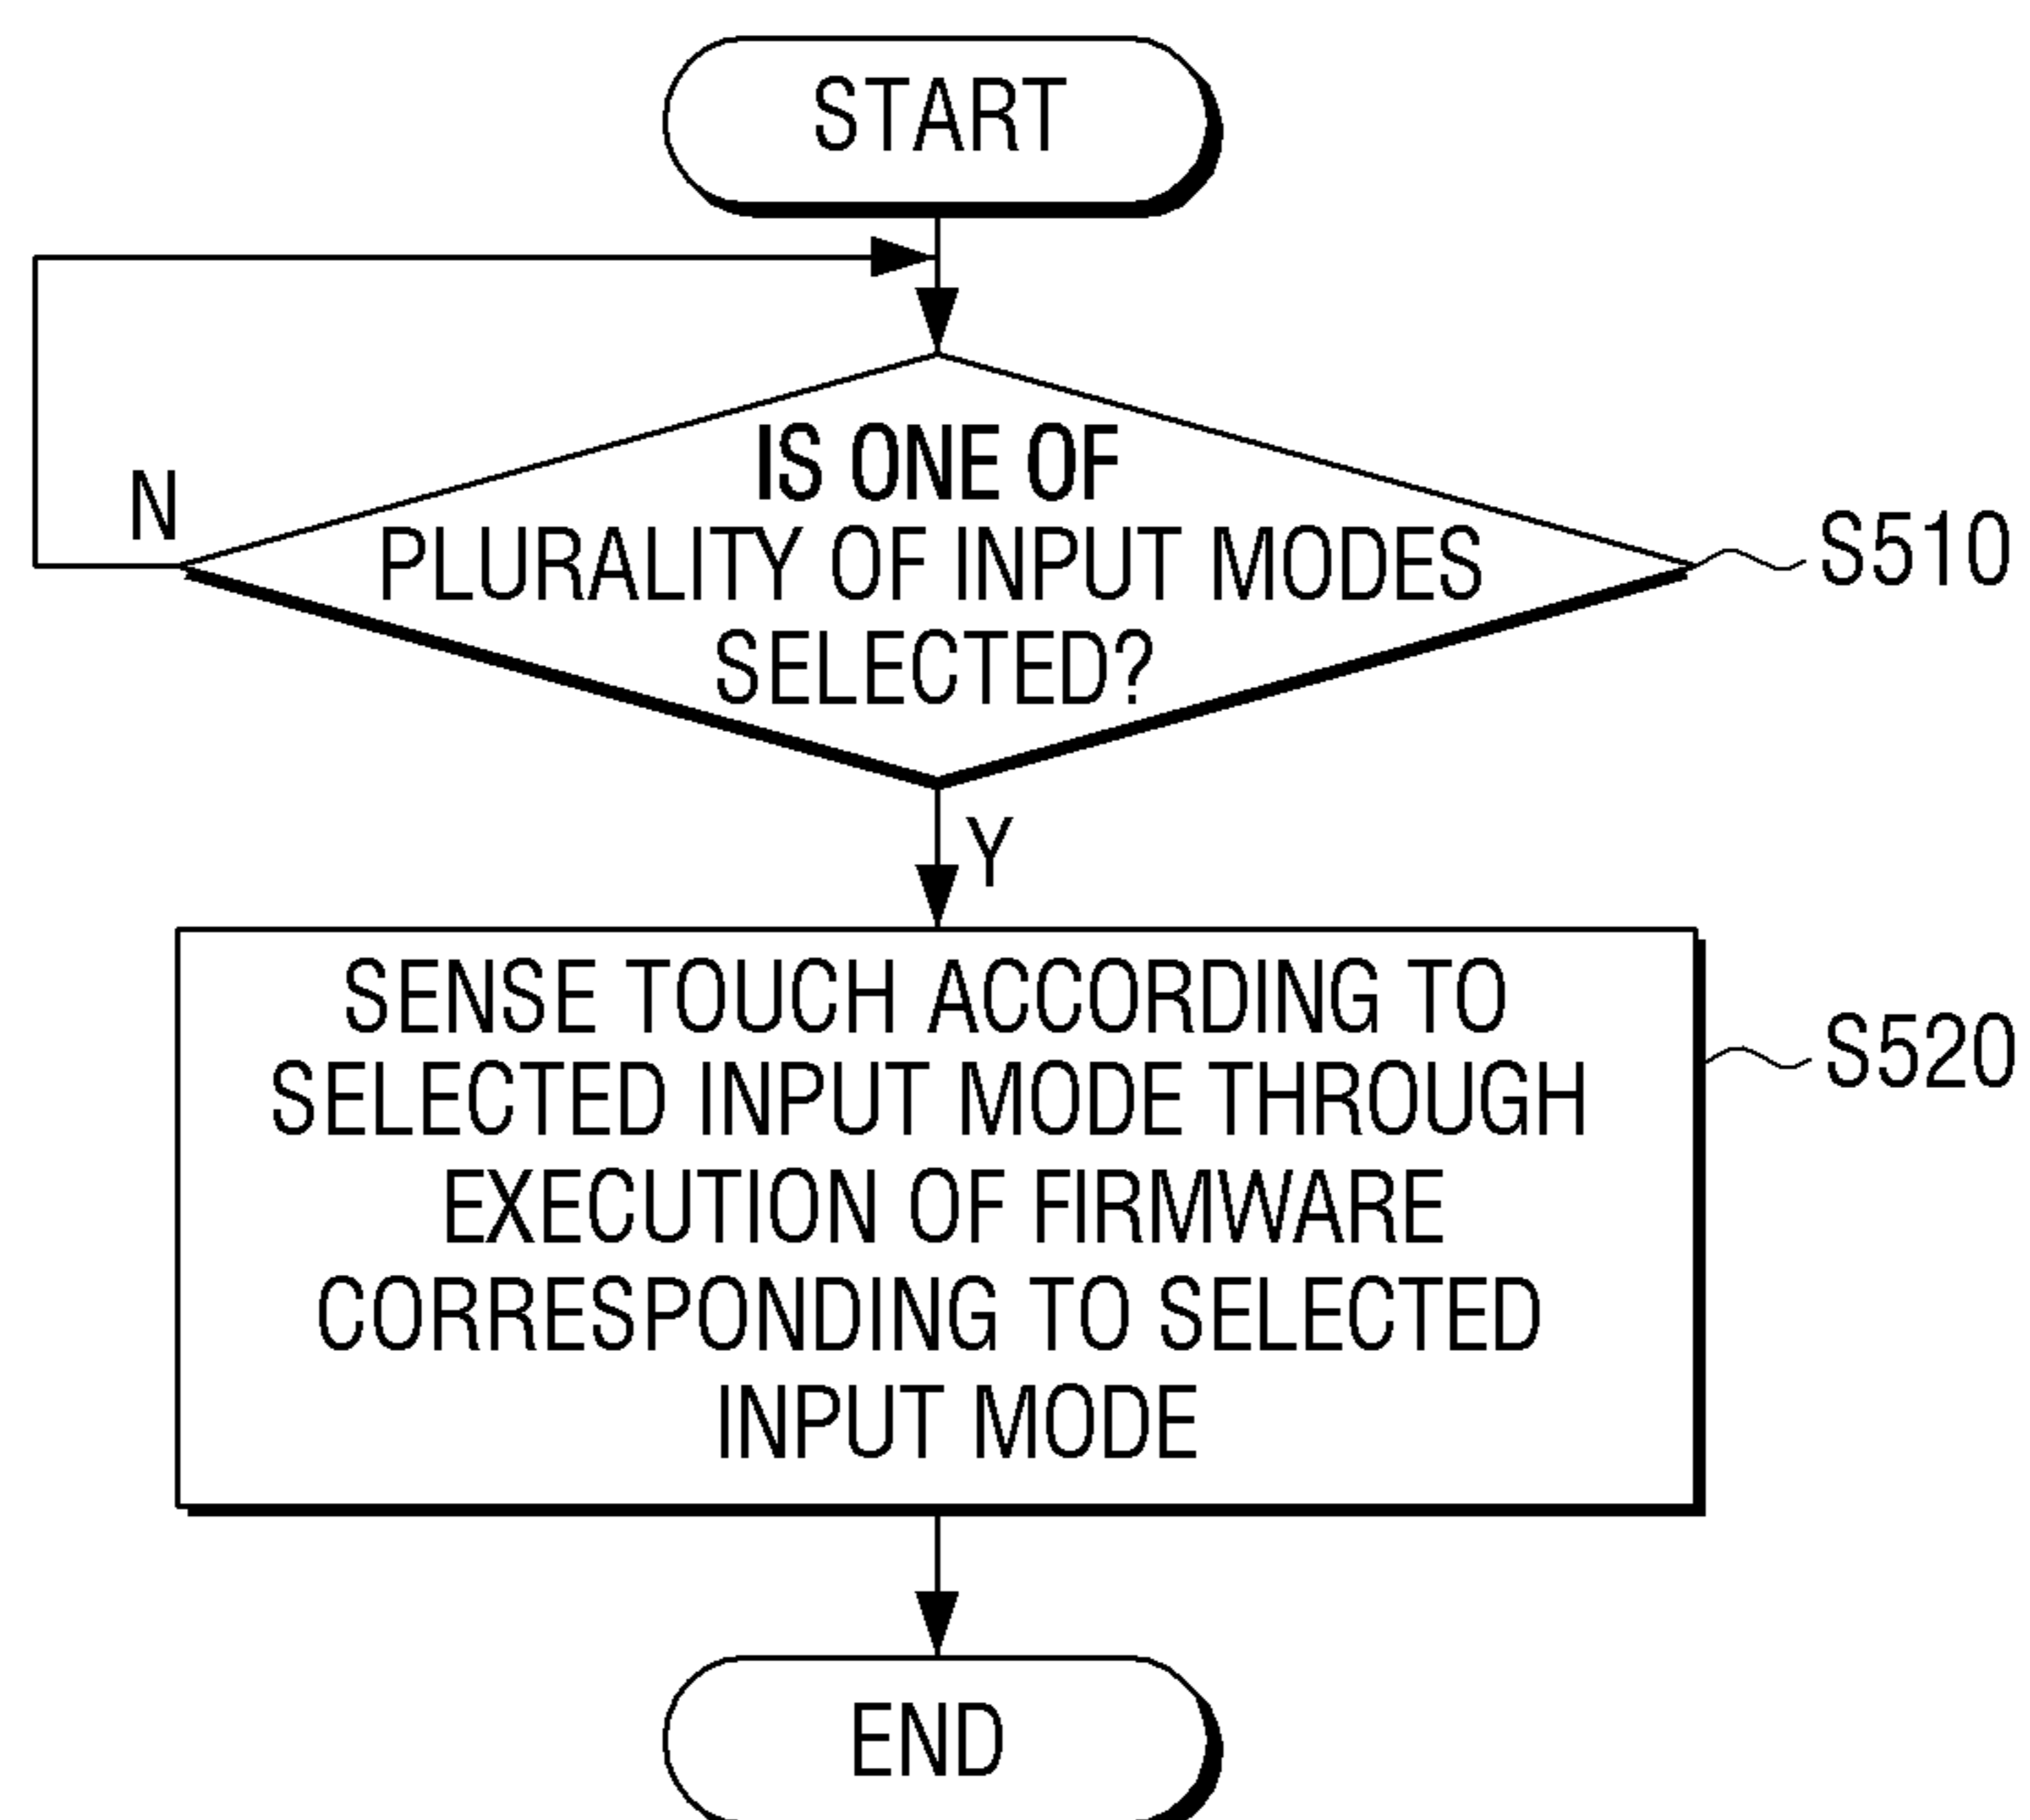 START
IS ONE OF
PLURALITY OF INPUT MODES
SELECTED?
N
S510
Y
SENSE TOUCH ACCORDING TO
SELECTED INPUT MODE THROUGH
EXECUTION OF FIRMWARE
CORRESPONDING TO SELECTED
INPUT MODE
S520
END